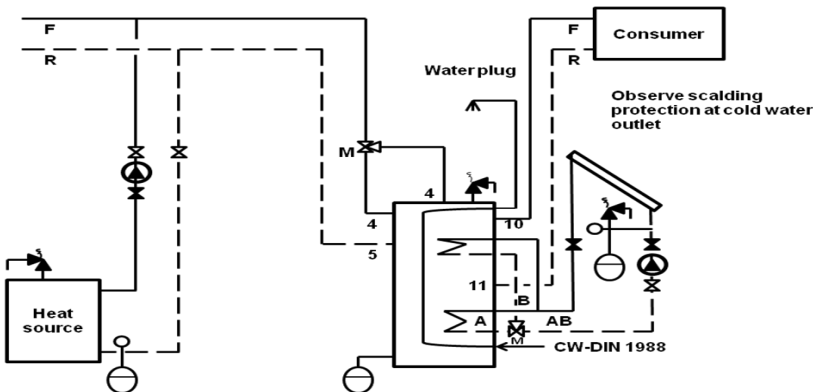 F
R
F
R
Consumer
Water plug
Observe scalding
protection at cold water
outlet
M
4
4
10
5
11
B
A
AB
M
Heat
source
CW-DIN 1988